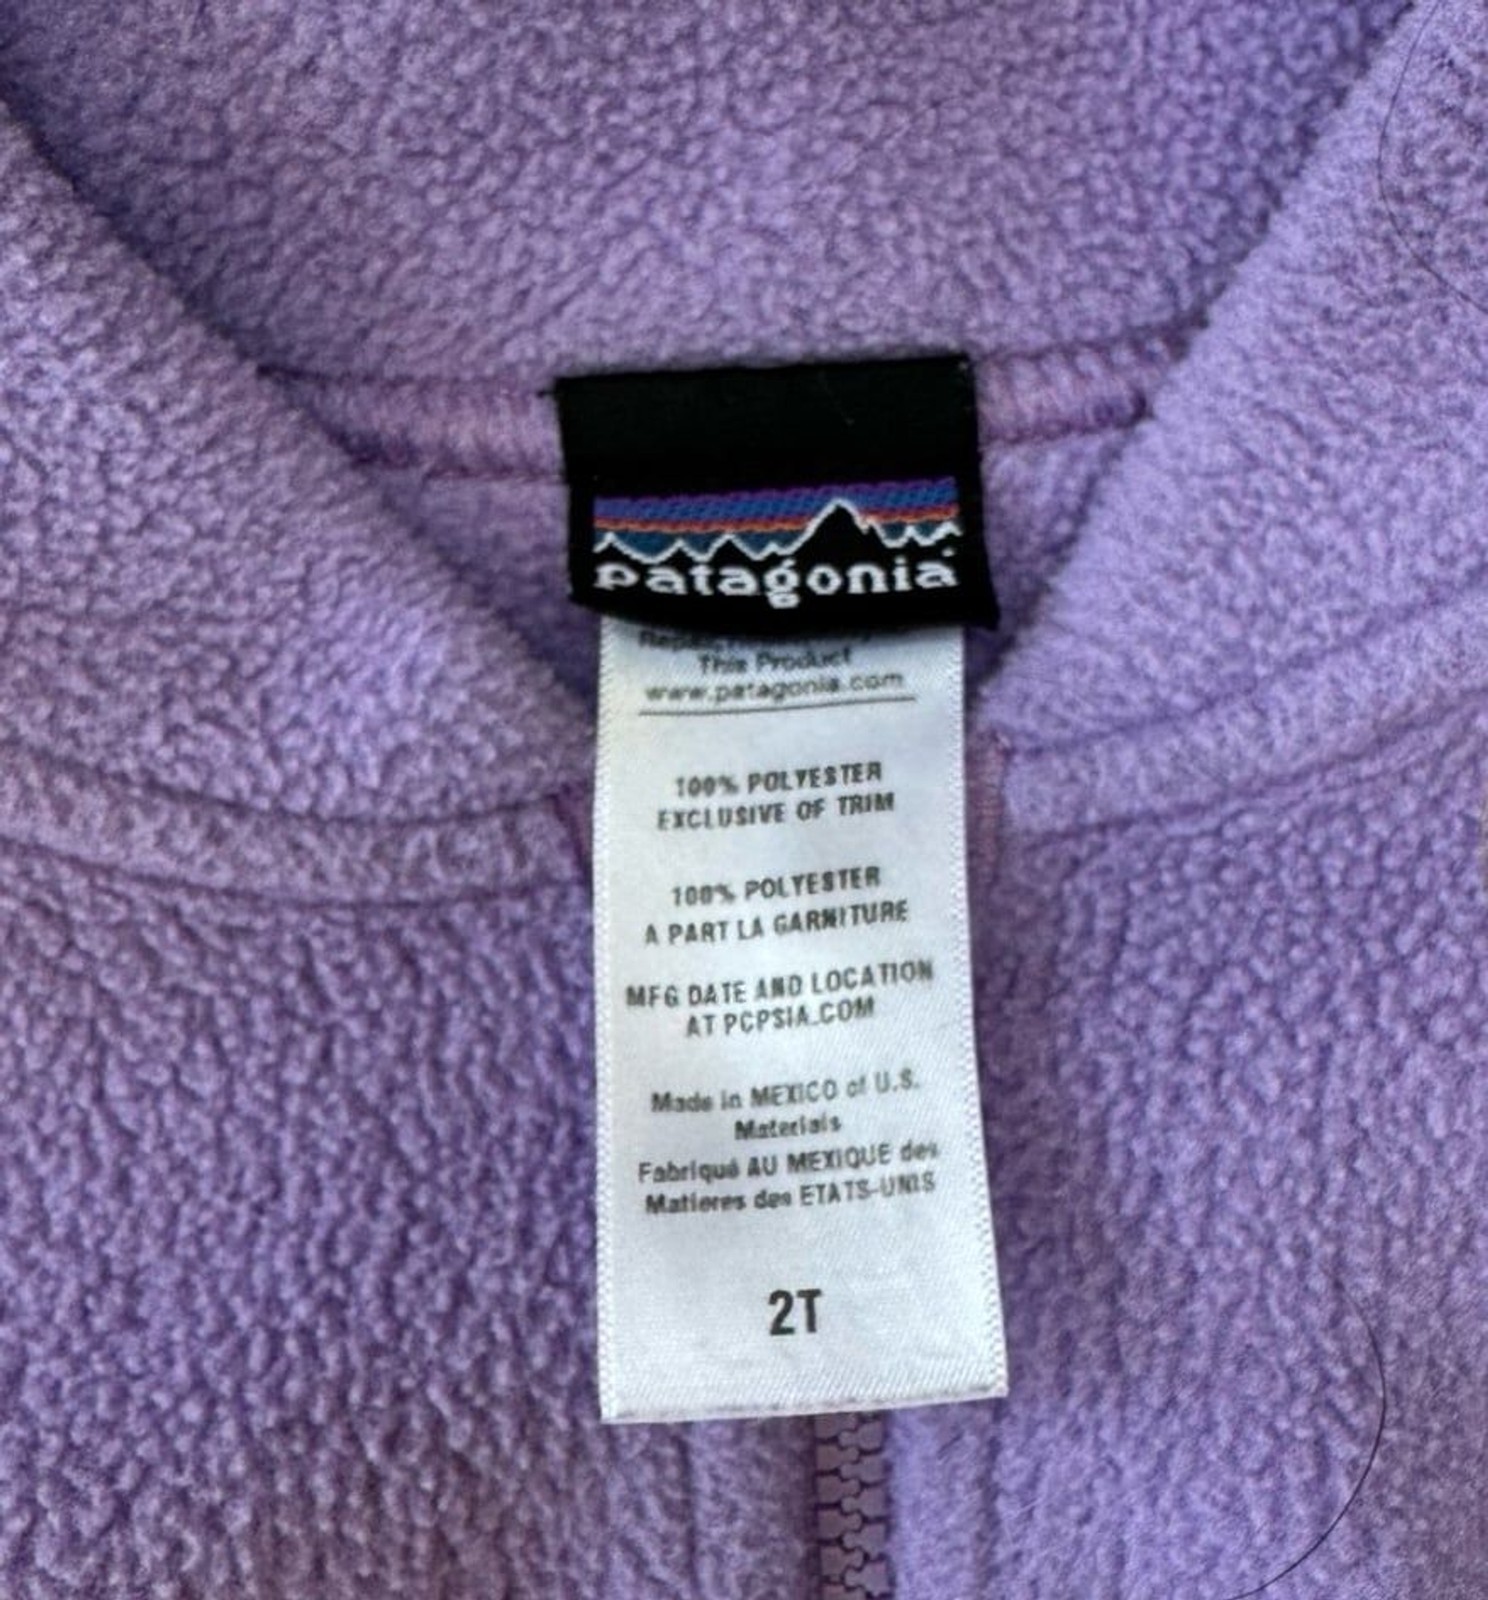 patagonia
This Product
www.patagonia.com
100% POLYESTER
EXCLUSIVE OF TRIM
100% POLYESTER
A PART LA GARNITURE
MFG DATE AND LOCATION
AT PCPSIA.COM
Made in MEXICO of U.S.
Materials
Fabriqué AU MEXIQUE des
Matieres des ETATS-UNIS
2T